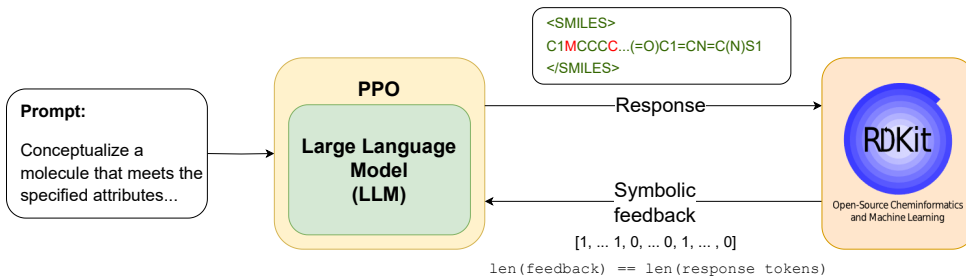 Prompt:
Conceptualize a
molecule that meets the
specified attributes...
PPO
Large Language
Model
(LLM)
<SMILES>
C1MCCCC...(=O)C1=CN=C(N)S1
</SMILES>
Response
RDKit
Open-Source Cheminformatics
and Machine Learning
Symbolic
feedback
[1, ... 1, 0, ... 0, 1, ... , 0]
len(feedback) == len(response tokens)